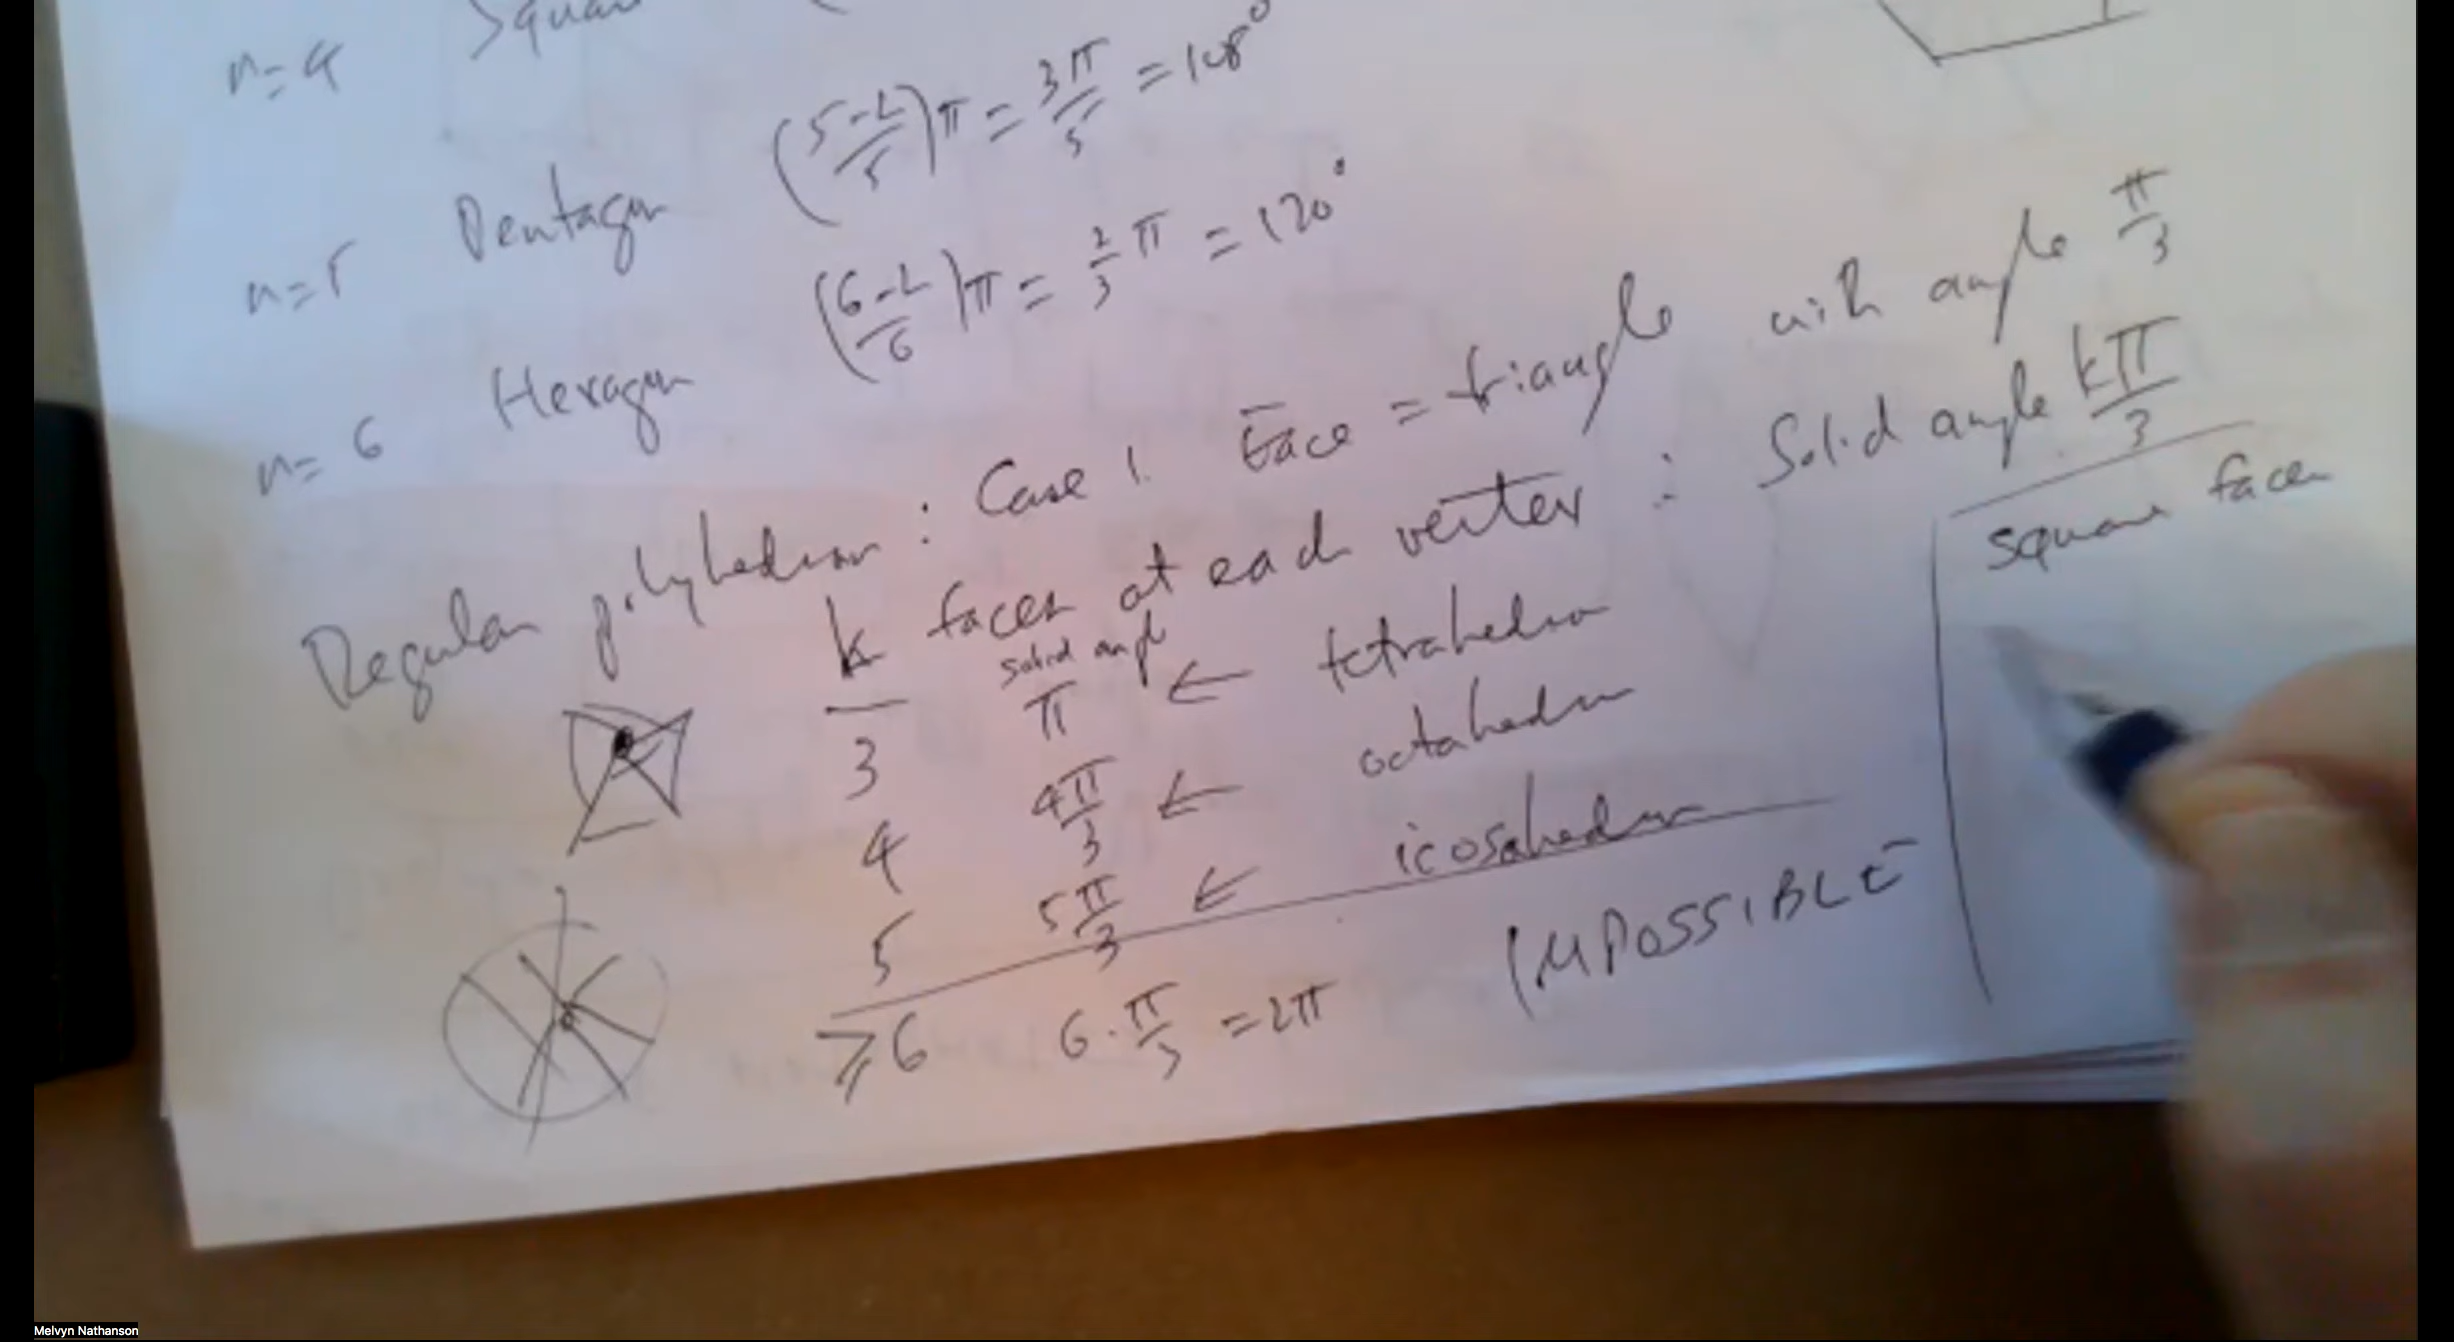 n=4 Squar
n=5 Pentagon (5-2/5)π = 3π/5 = 108°
n=6 Hexagon (6-2/6)π = 2/3 π = 120°
Regular polyhedron: Case 1. Face = triangle with angle π/3
k faces at each vertex : Solid angle kπ/3
solid angle
3 π ← tetrahedron
4 4π/3 ← octahedron
5 5π/3 ← icosahedron
≥6 6·π/3 = 2π IMPOSSIBLE
square faces
Melvyn Nathanson